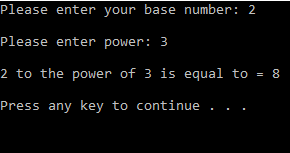 Please enter your base number: 2
Please enter power: 3
2 to the power of 3 is equal to = 8
Press any key to continue . . .